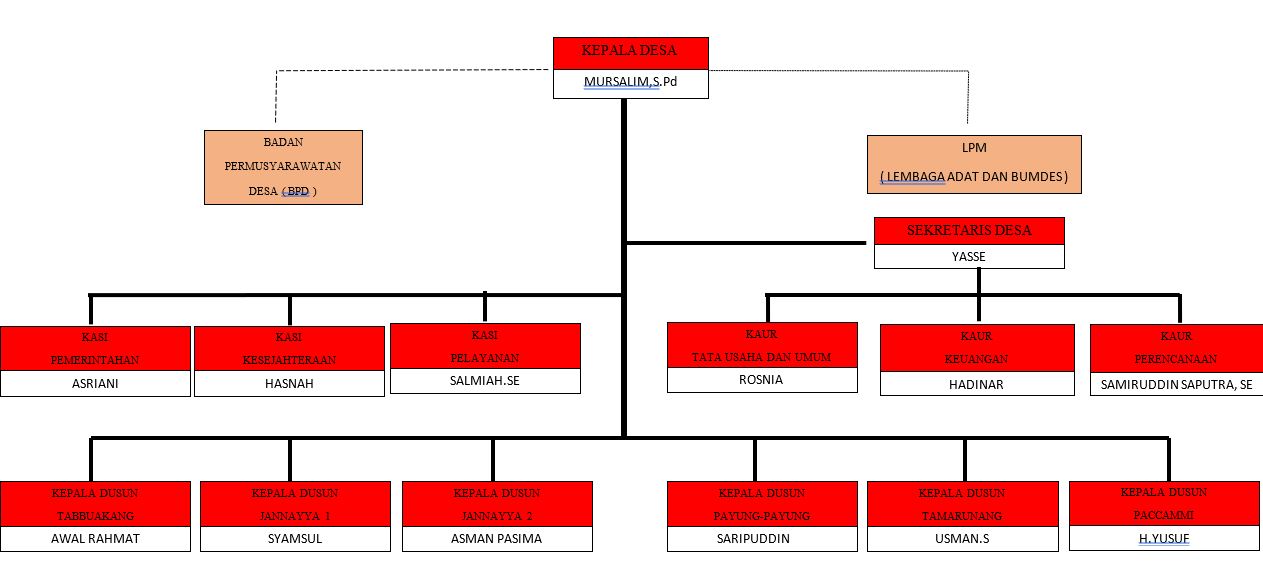 KEPALA DESA
MURSALIM,S.Pd
BADAN
PERMUSYARAWATAN
DESA ( BPD )
LPM
( LEMBAGA ADAT DAN BUMDES )
SEKRETARIS DESA
YASSE
KASI
PEMERINTAHAN
ASRIANI
KASI
KESEJAHTERAAN
HASNAH
KASI
PELAYANAN
SALMIAH.SE
KAUR
TATA USAHA DAN UMUM
ROSNIA
KAUR
KEUANGAN
HADINAR
KAUR
PERENCANAAN
SAMIRUDDIN SAPUTRA, SE
KEPALA DUSUN
TABBUAKANG
AWAL RAHMAT
KEPALA DUSUN
JANNAYYA 1
SYAMSUL
KEPALA DUSUN
JANNAYYA 2
ASMAN PASIMA
KEPALA DUSUN
PAYUNG-PAYUNG
SARIPUDDIN
KEPALA DUSUN
TAMARUNANG
USMAN.S
KEPALA DUSUN
PACCAMMI
H.YUSUF